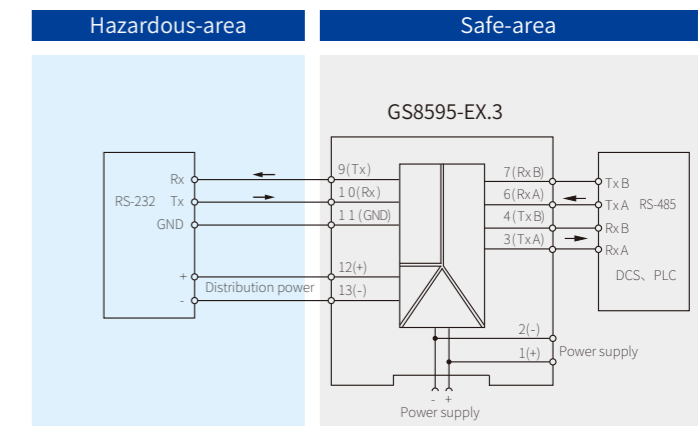 Hazardous-area
Safe-area
GS8595-EX.3
RS-232
Rx
Tx
GND
+
-
Distribution power
9(Tx)
10(Rx)
11(GND)
12(+)
13(-)
7(RxB)
6(RxA)
4(TxB)
3(TxA)
2(-)
1(+)
Power supply
- +
Power supply
TxB
TxA RS-485
RxB
RxA
DCS、PLC